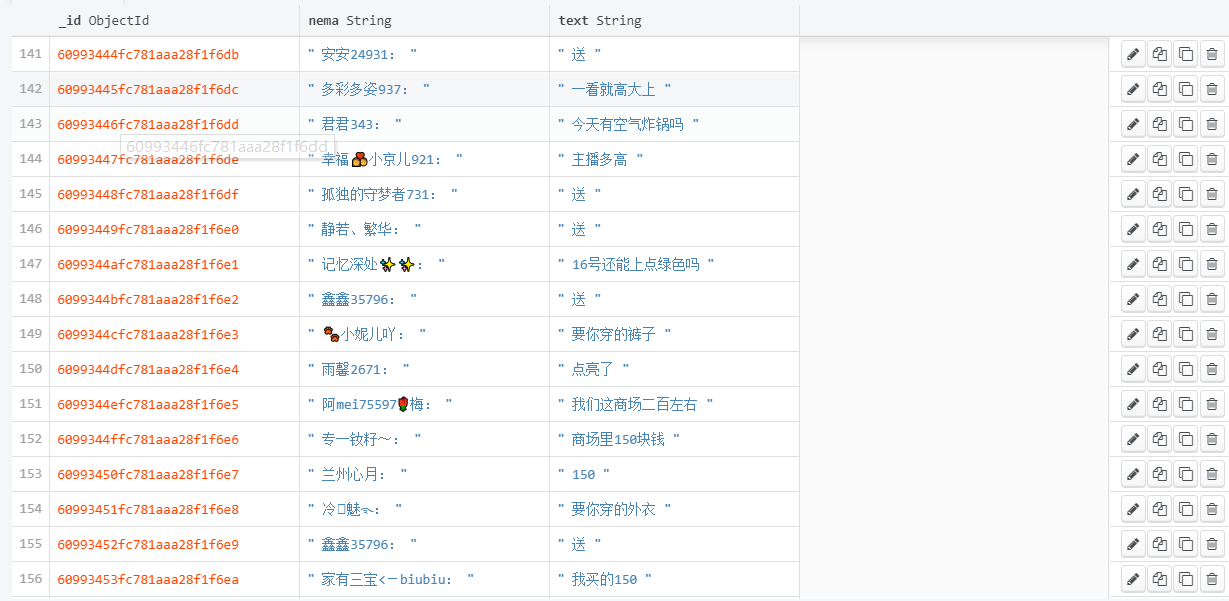 _id ObjectId nema String text String
141 60993444fc781aaa28f1f6db " 安安24931： " " 送 "
142 60993445fc781aaa28f1f6dc " 多彩多姿937： " " 一看就高大上 "
143 60993446fc781aaa28f1f6dd " 君君343： " " 今天有空气炸锅吗 "
60993446fc781aaa28f1f6dd
144 60993447fc781aaa28f1f6de " 幸福💑小京儿921： " " 主播多高 "
145 60993448fc781aaa28f1f6df " 孤独的守梦者731： " " 送 "
146 60993449fc781aaa28f1f6e0 " 静若、繁华： " " 送 "
147 6099344afc781aaa28f1f6e1 " 记忆深处✨✨： " " 16号还能上点绿色吗 "
148 6099344bfc781aaa28f1f6e2 " 鑫鑫35796： " " 送 "
149 6099344cfc781aaa28f1f6e3 " 🐾小妮儿吖： " " 要你穿的裤子 "
150 6099344dfc781aaa28f1f6e4 " 雨馨2671： " " 点亮了 "
151 6099344efc781aaa28f1f6e5 " 阿mei75597🌹梅： " " 我们这商场二百左右 "
152 6099344ffc781aaa28f1f6e6 " 专一钕籽～： " " 商场里150块钱 "
153 60993450fc781aaa28f1f6e7 " 兰州心月： " " 150 "
154 60993451fc781aaa28f1f6e8 " 冷魅： " " 要你穿的外衣 "
155 60993452fc781aaa28f1f6e9 " 鑫鑫35796： " " 送 "
156 60993453fc781aaa28f1f6ea " 家有三宝<－biubiu： " " 我买的150 "